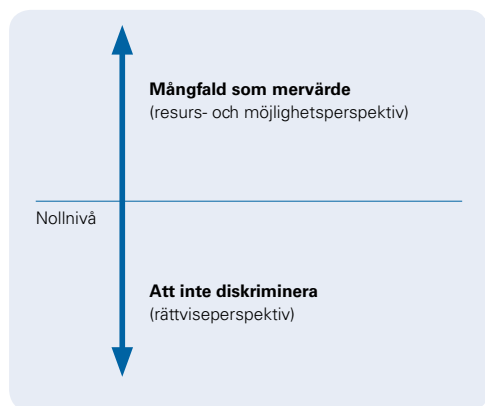 Mångfald som mervärde
(resurs- och möjlighetsperspektiv)
Nollnivå
Att inte diskriminera
(rättviseperspektiv)